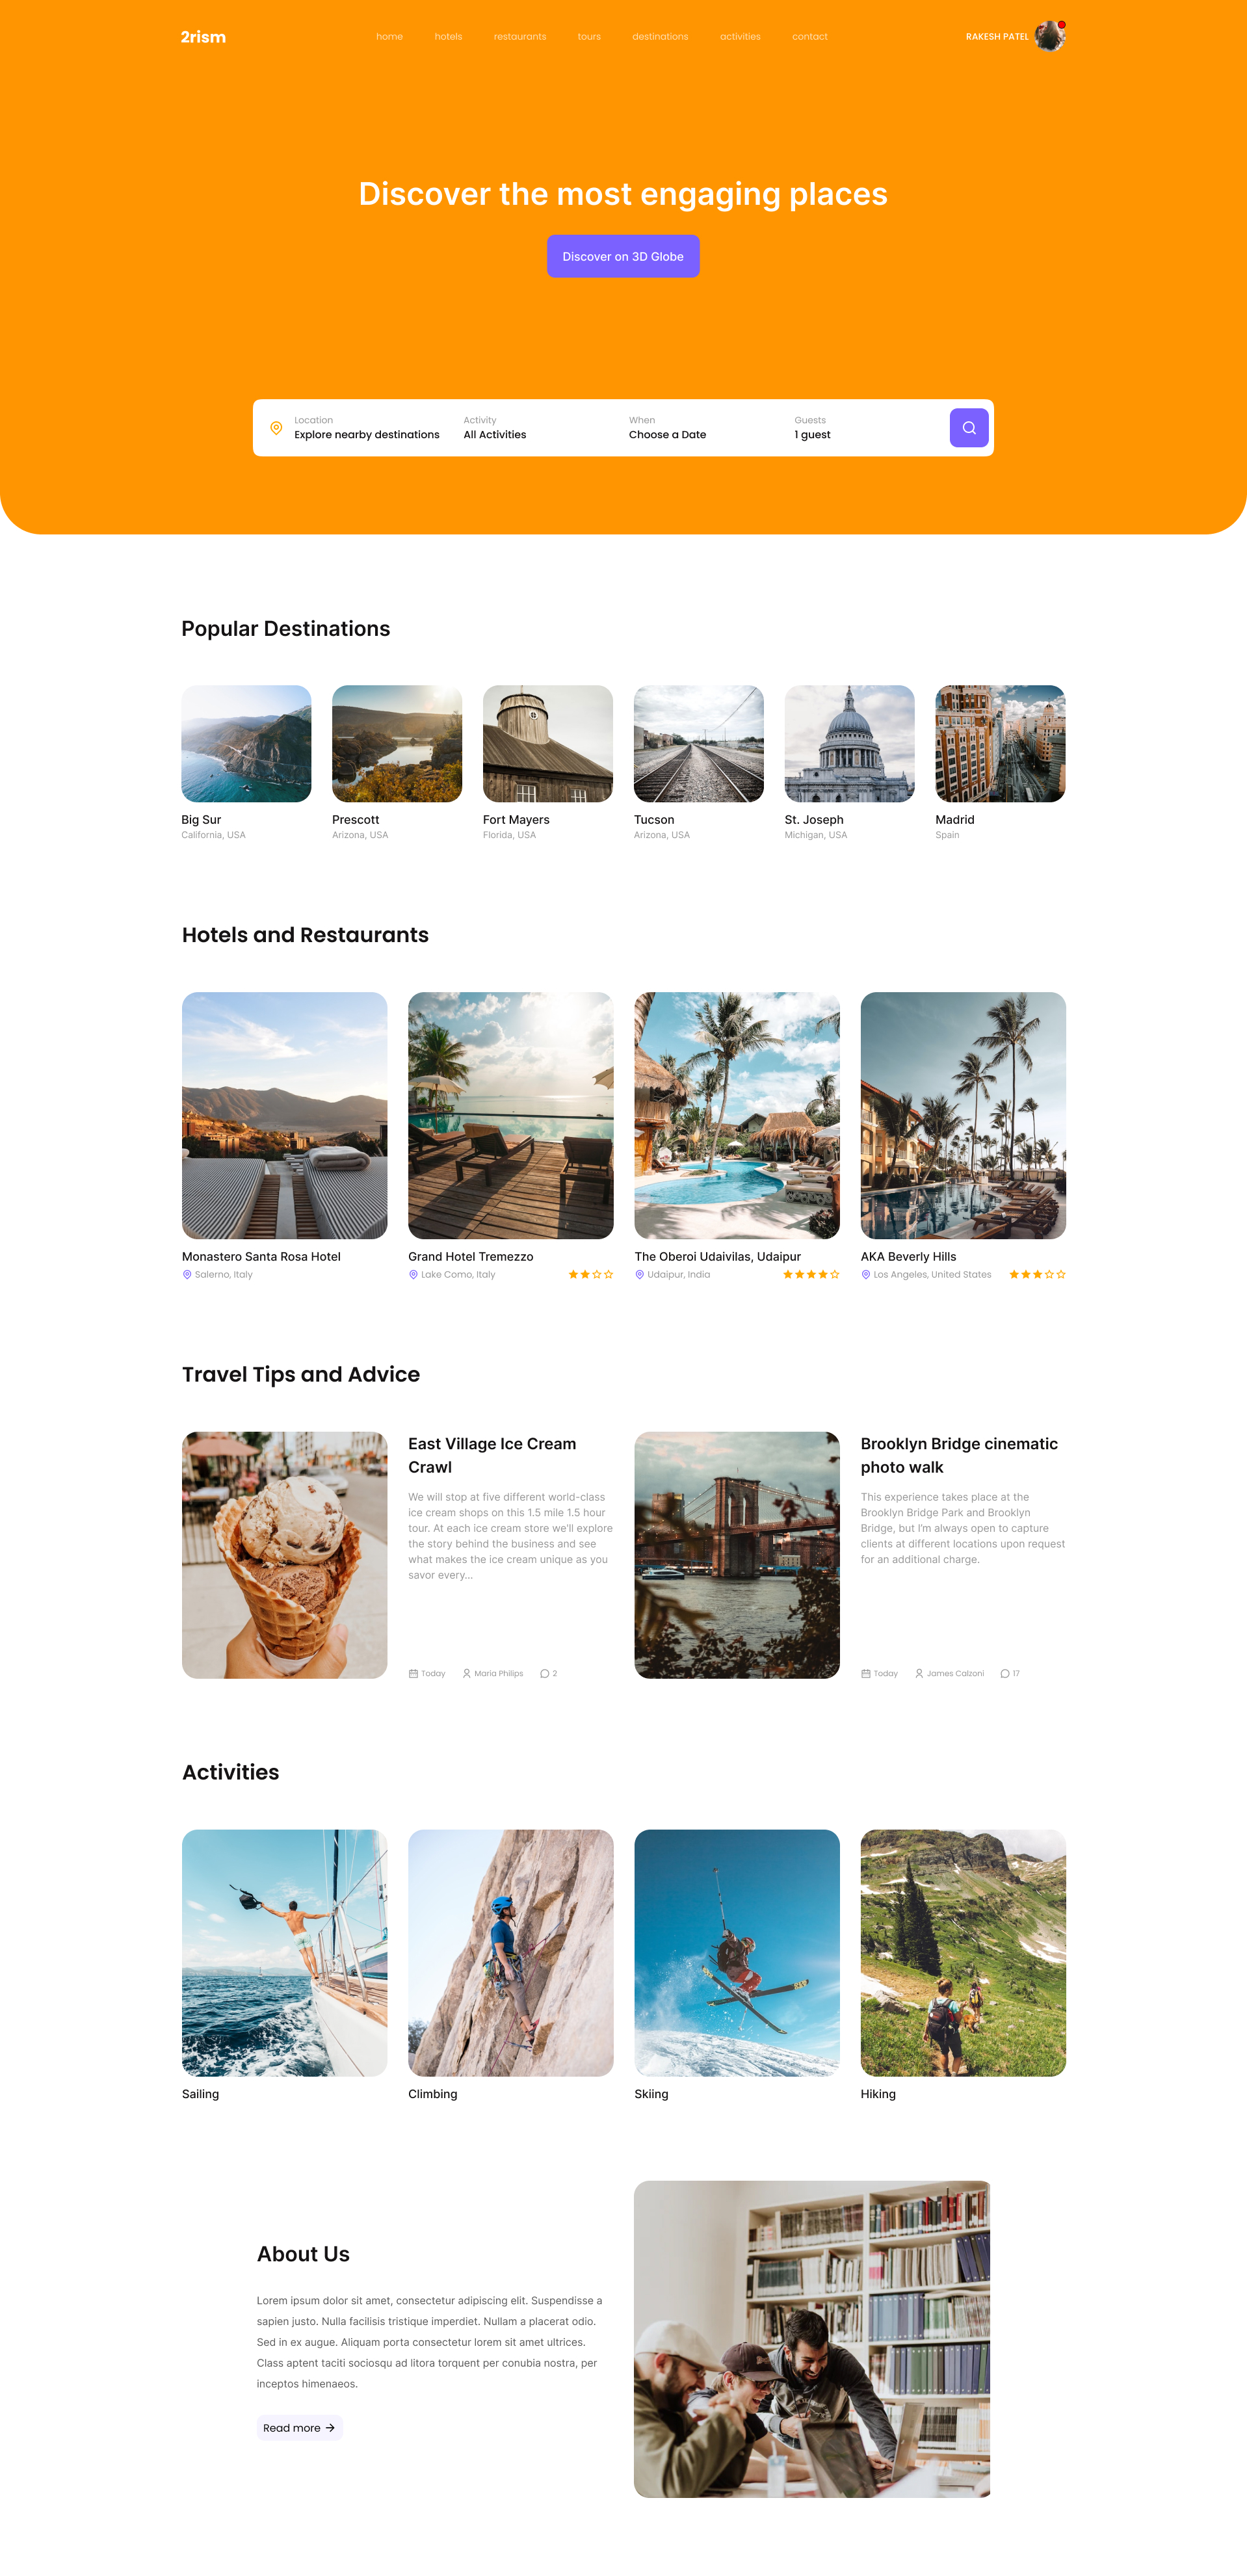 2rism
home
hotels
restaurants
tours
destinations
activities
contact
RAKESH PATEL
Discover the most engaging places
Discover on 3D Globe
Location
Explore nearby destinations
Activity
All Activities
When
Choose a Date
Guests
1 guest
Popular Destinations
Big Sur
California, USA
Prescott
Arizona, USA
Fort Mayers
Florida, USA
Tucson
Arizona, USA
St. Joseph
Michigan, USA
Madrid
Spain
Hotels and Restaurants
Monastero Santa Rosa Hotel
Salerno, Italy
Grand Hotel Tremezzo
Lake Como, Italy
The Oberoi Udaivilas, Udaipur
Udaipur, India
AKA Beverly Hills
Los Angeles, United States
Travel Tips and Advice
East Village Ice Cream
Crawl
We will stop at five different world-class
ice cream shops on this 1.5 mile 1.5 hour
tour. At each ice cream store we'll explore
the story behind the business and see
what makes the ice cream unique as you
savor every...
Today
Maria Philips
2
Brooklyn Bridge cinematic
photo walk
This experience takes place at the
Brooklyn Bridge Park and Brooklyn
Bridge, but I'm always open to capture
clients at different locations upon request
for an additional charge.
Today
James Calzoni
17
Activities
Sailing
Climbing
Skiing
Hiking
About Us
Lorem ipsum dolor sit amet, consectetur adipiscing elit. Suspendisse a
sapien justo. Nulla facilisis tristique imperdiet. Nullam a placerat odio.
Sed in ex augue. Aliquam porta consectetur lorem sit amet ultrices.
Class aptent taciti sociosqu ad litora torquent per conubia nostra, per
inceptos himenaeos.
Read more